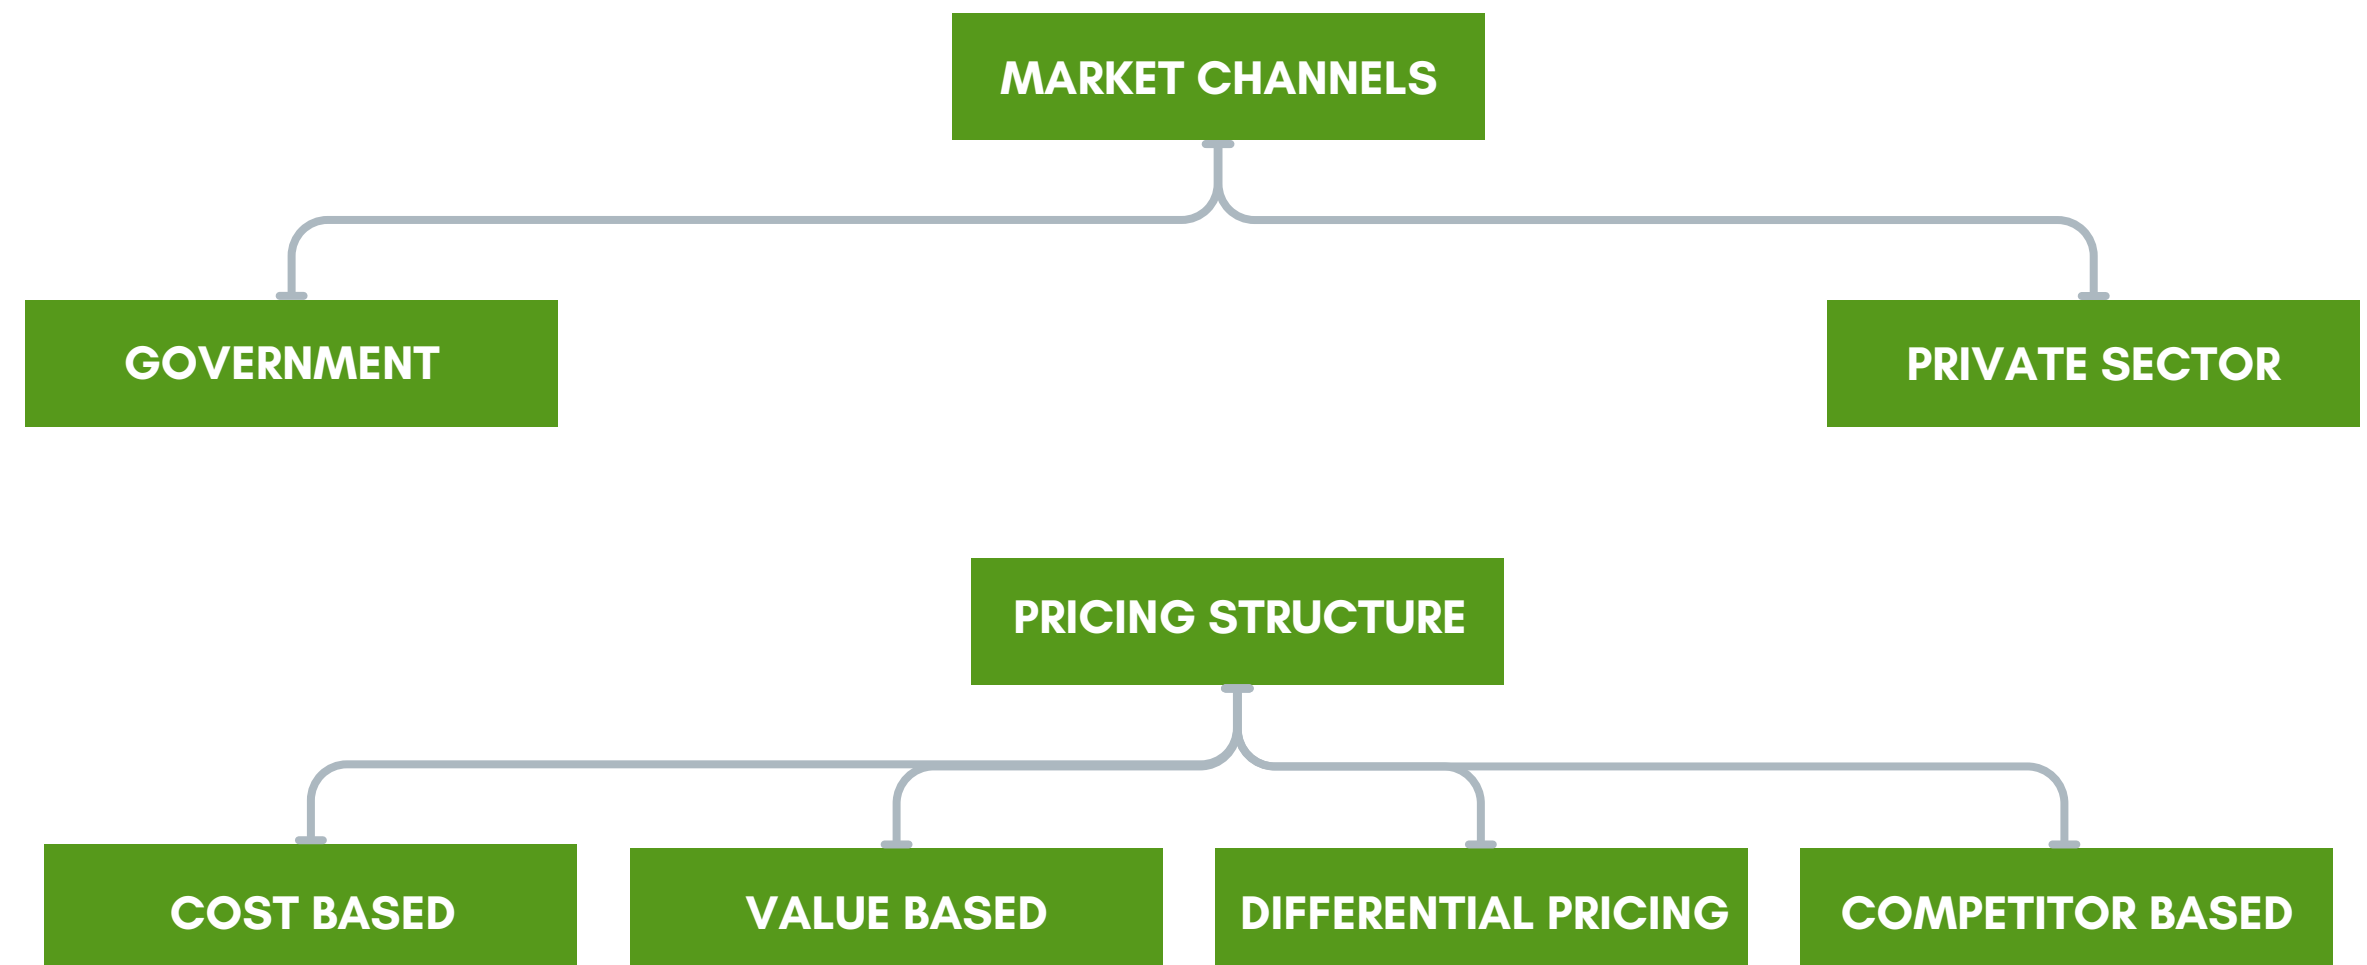 MARKET CHANNELS
GOVERNMENT
PRIVATE SECTOR
PRICING STRUCTURE
COST BASED
VALUE BASED
DIFFERENTIAL PRICING
COMPETITOR BASED